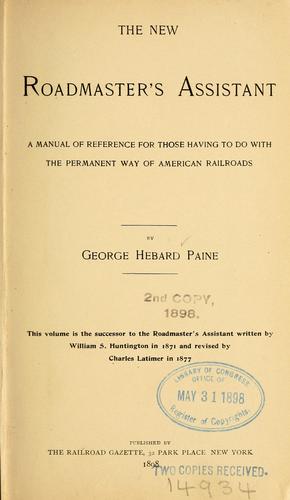 THE NEW
ROADMASTER'S ASSISTANT
A MANUAL OF REFERENCE FOR THOSE HAVING TO DO WITH
THE PERMANENT WAY OF AMERICAN RAILROADS
BY
GEORGE HEBARD PAINE
2nd COPY,
1898.
This volume is the successor to the Roadmaster's Assistant written by
William S. Huntington in 1871 and revised by
Charles Latimer in 1877
LIBRARY OF CONGRESS
OFFICE OF
MAY 31 1898
Register of Copyrights.
PUBLISHED BY
THE RAILROAD GAZETTE, 32 PARK PLACE NEW YORK
1898
TWO COPIES RECEIVED.
14934